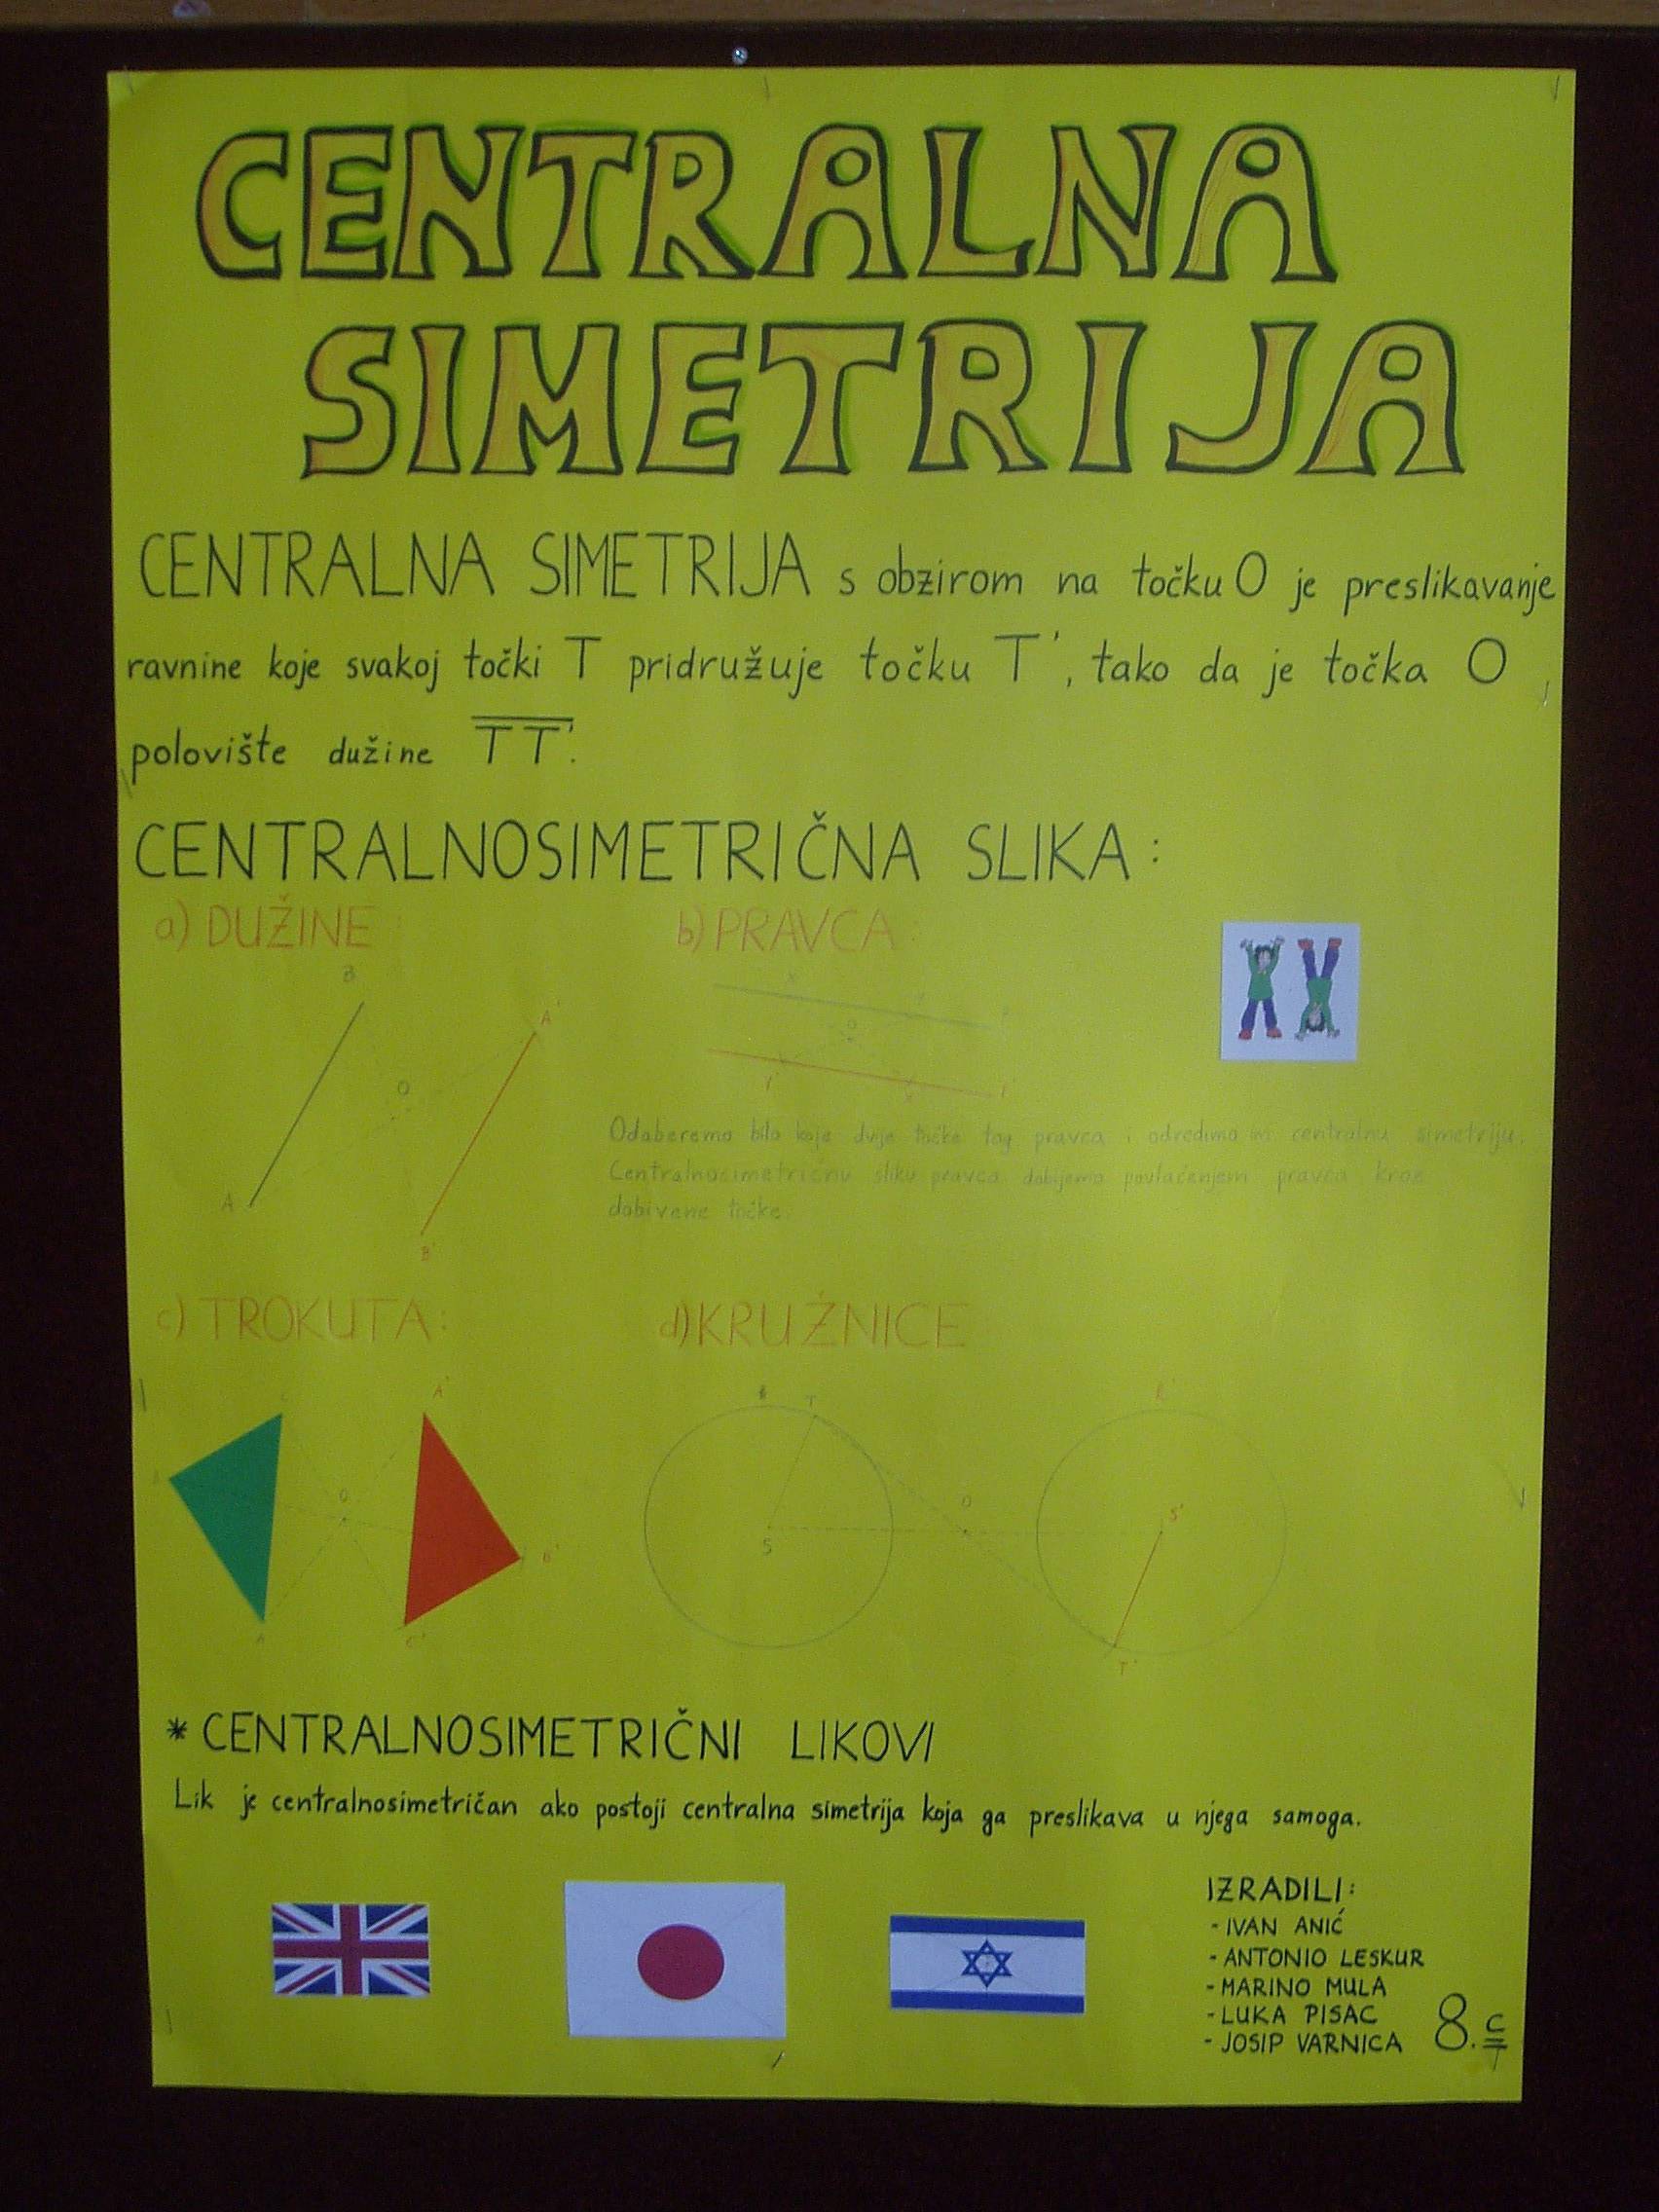 CENTRALNA
SIMETRIJA
CENTRALNA SIMETRIJA s obzirom na točku O je preslikavanje
ravnine koje svakoj točki T pridružuje točku T', tako da je točka O
polovište dužine TT'.
CENTRALNOSIMETRIČNA SLIKA:
a) DUŽINE:
b) PRAVCA:
B
A'
O
A
B'
Odaberemo bilo koje dvije točke tog pravca i odredimo im centralnu simetriju.
Centralnosimetričnu sliku pravca dobijemo povlačenjem pravca kroz
dobivene točke.
c) TROKUTA:
d) KRUŽNICE
A'
O
B'
A
C'
k T
O
S
S'
T'
* CENTRALNOSIMETRIČNI LIKOVI
Lik je centralnosimetričan ako postoji centralna simetrija koja ga preslikava u njega samoga.
IZRADILI:
- IVAN ANIĆ
- ANTONIO LESKUR
- MARINO MULA
- LUKA PISAC
- JOSIP VARNICA
8. c